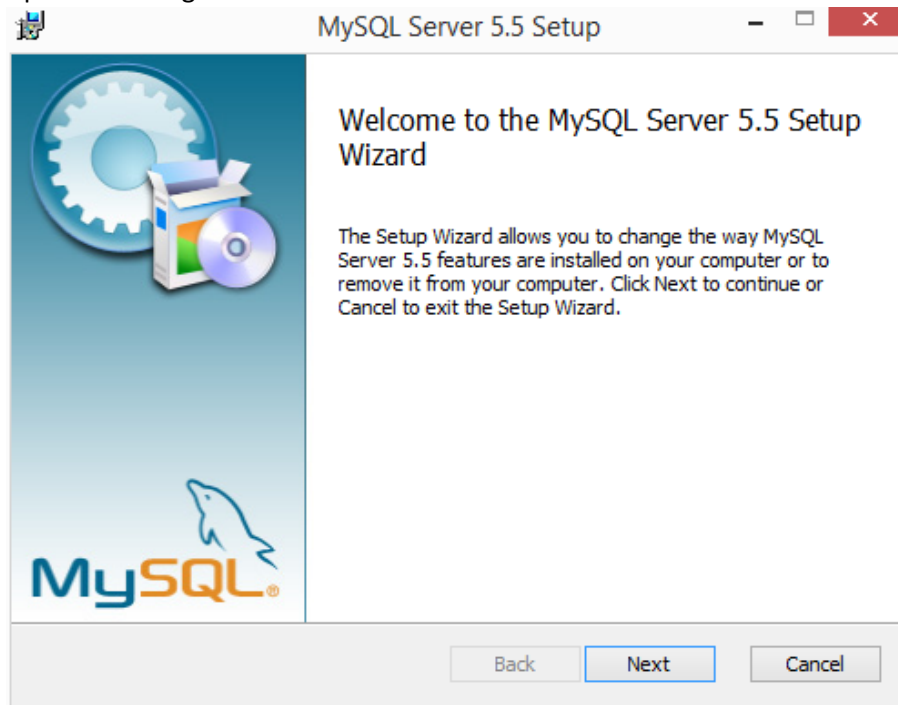 MySQL Server 5.5 Setup
Welcome to the MySQL Server 5.5 Setup
Wizard
The Setup Wizard allows you to change the way MySQL
Server 5.5 features are installed on your computer or to
remove it from your computer. Click Next to continue or
Cancel to exit the Setup Wizard.
MySQL®
Back Next Cancel